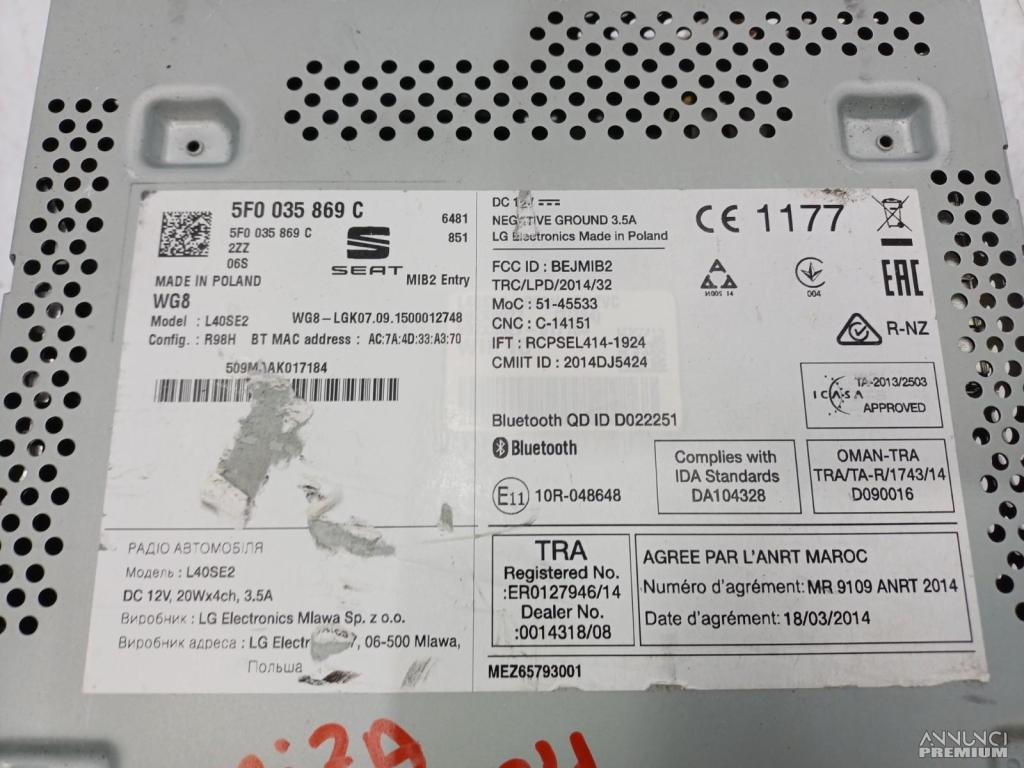 5F0 035 869 C
5F0 035 869 C
2ZZ
06S
6481
851
SEAT
MIB2 Entry
MADE IN POLAND
WG8
Model : L40SE2
WG8-LGK07.09.1500012748
Config. : R98H BT MAC address : AC:7A:4D:33:A3:70
AK017184
РАДІО АВТОМОБІЛЯ
Модель : L40SE2
DC 12V, 20Wx4ch, 3.5A
Виробник : LG Electronics Mlawa Sp. z o.o.
Виробник адреса : LG 7, 06-500 Mlawa,
Польша
DC 12V
NEGATIVE GROUND 3.5A
LG Electronics Made in Poland
CE 1177
FCC ID : BEJMIB2
TRC/LPD/2014/32
MoC : 51-45533
CNC : C-14151
IFT : RCPSEL414-1924
CMIIT ID : 2014DJ5424
004
EAC
R-NZ
ICASA
TA-2013/2503
APPROVED
Bluetooth QD ID D022251
Bluetooth
E11 10R-048648
Complies with
IDA Standards
DA104328
OMAN-TRA
TRA/TA-R/1743/14
D090016
TRA
Registered No.
:ER0127946/14
Dealer No.
:0014318/08
AGREE PAR L'ANRT MAROC
Numéro d'agrément: MR 9109 ANRT 2014
Date d'agrément: 18/03/2014
MEZ65793001
ANNUNCI
PREMIUM